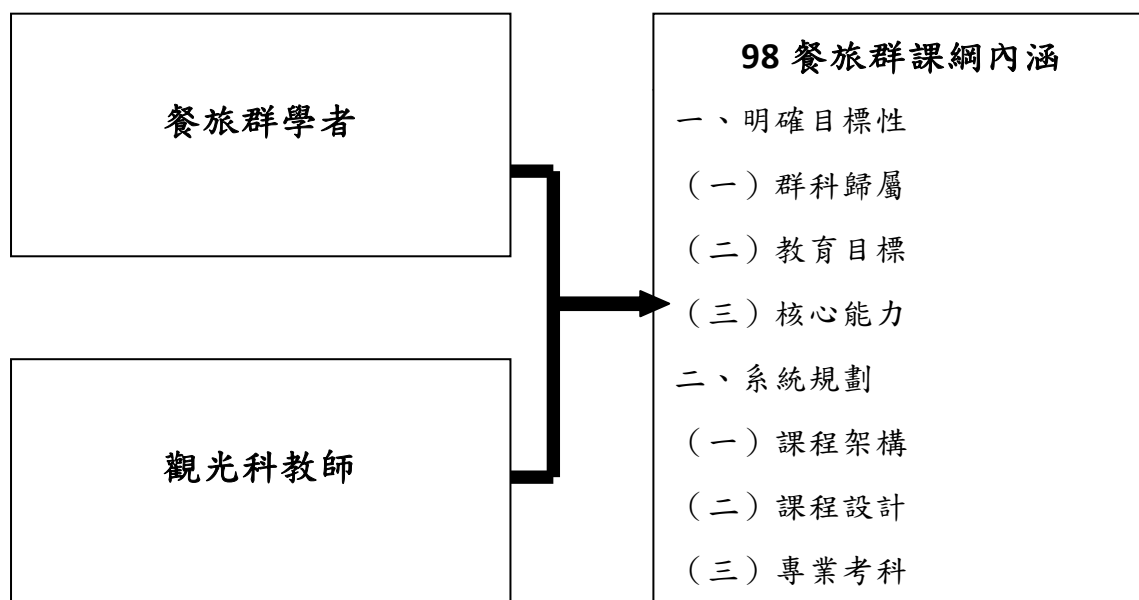 餐旅群學者
觀光科教師
98 餐旅群課綱內涵
一、明確目標性
（一）群科歸屬
（二）教育目標
（三）核心能力
二、系統規劃
（一）課程架構
（二）課程設計
（三）專業考科